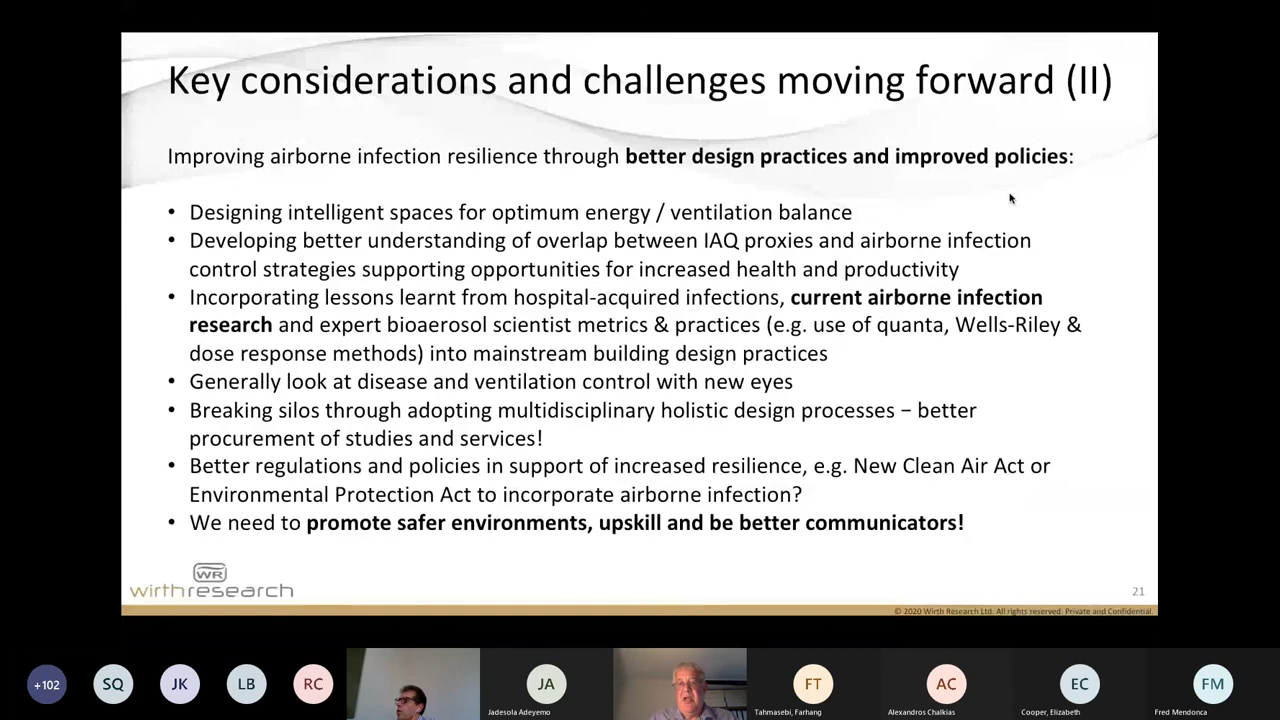 Key considerations and challenges moving forward (II)
Improving airborne infection resilience through better design practices and improved policies:
• Designing intelligent spaces for optimum energy / ventilation balance
• Developing better understanding of overlap between IAQ proxies and airborne infection
control strategies supporting opportunities for increased health and productivity
• Incorporating lessons learnt from hospital-acquired infections, current airborne infection
research and expert bioaerosol scientist metrics & practices (e.g. use of quanta, Wells-Riley &
dose response methods) into mainstream building design practices
• Generally look at disease and ventilation control with new eyes
• Breaking silos through adopting multidisciplinary holistic design processes – better
procurement of studies and services!
• Better regulations and policies in support of increased resilience, e.g. New Clean Air Act or
Environmental Protection Act to incorporate airborne infection?
• We need to promote safer environments, upskill and be better communicators!
WR
wirthresearch
21
© 2020 Wirth Research Ltd. All rights reserved. Private and Confidential.
+102
SQ
JK
LB
RC
JA
Jadesola Adeyemo
FT
Tahmasebi, Farhang
AC
Alexandros Chalkias
EC
Cooper, Elizabeth
FM
Fred Mendonca